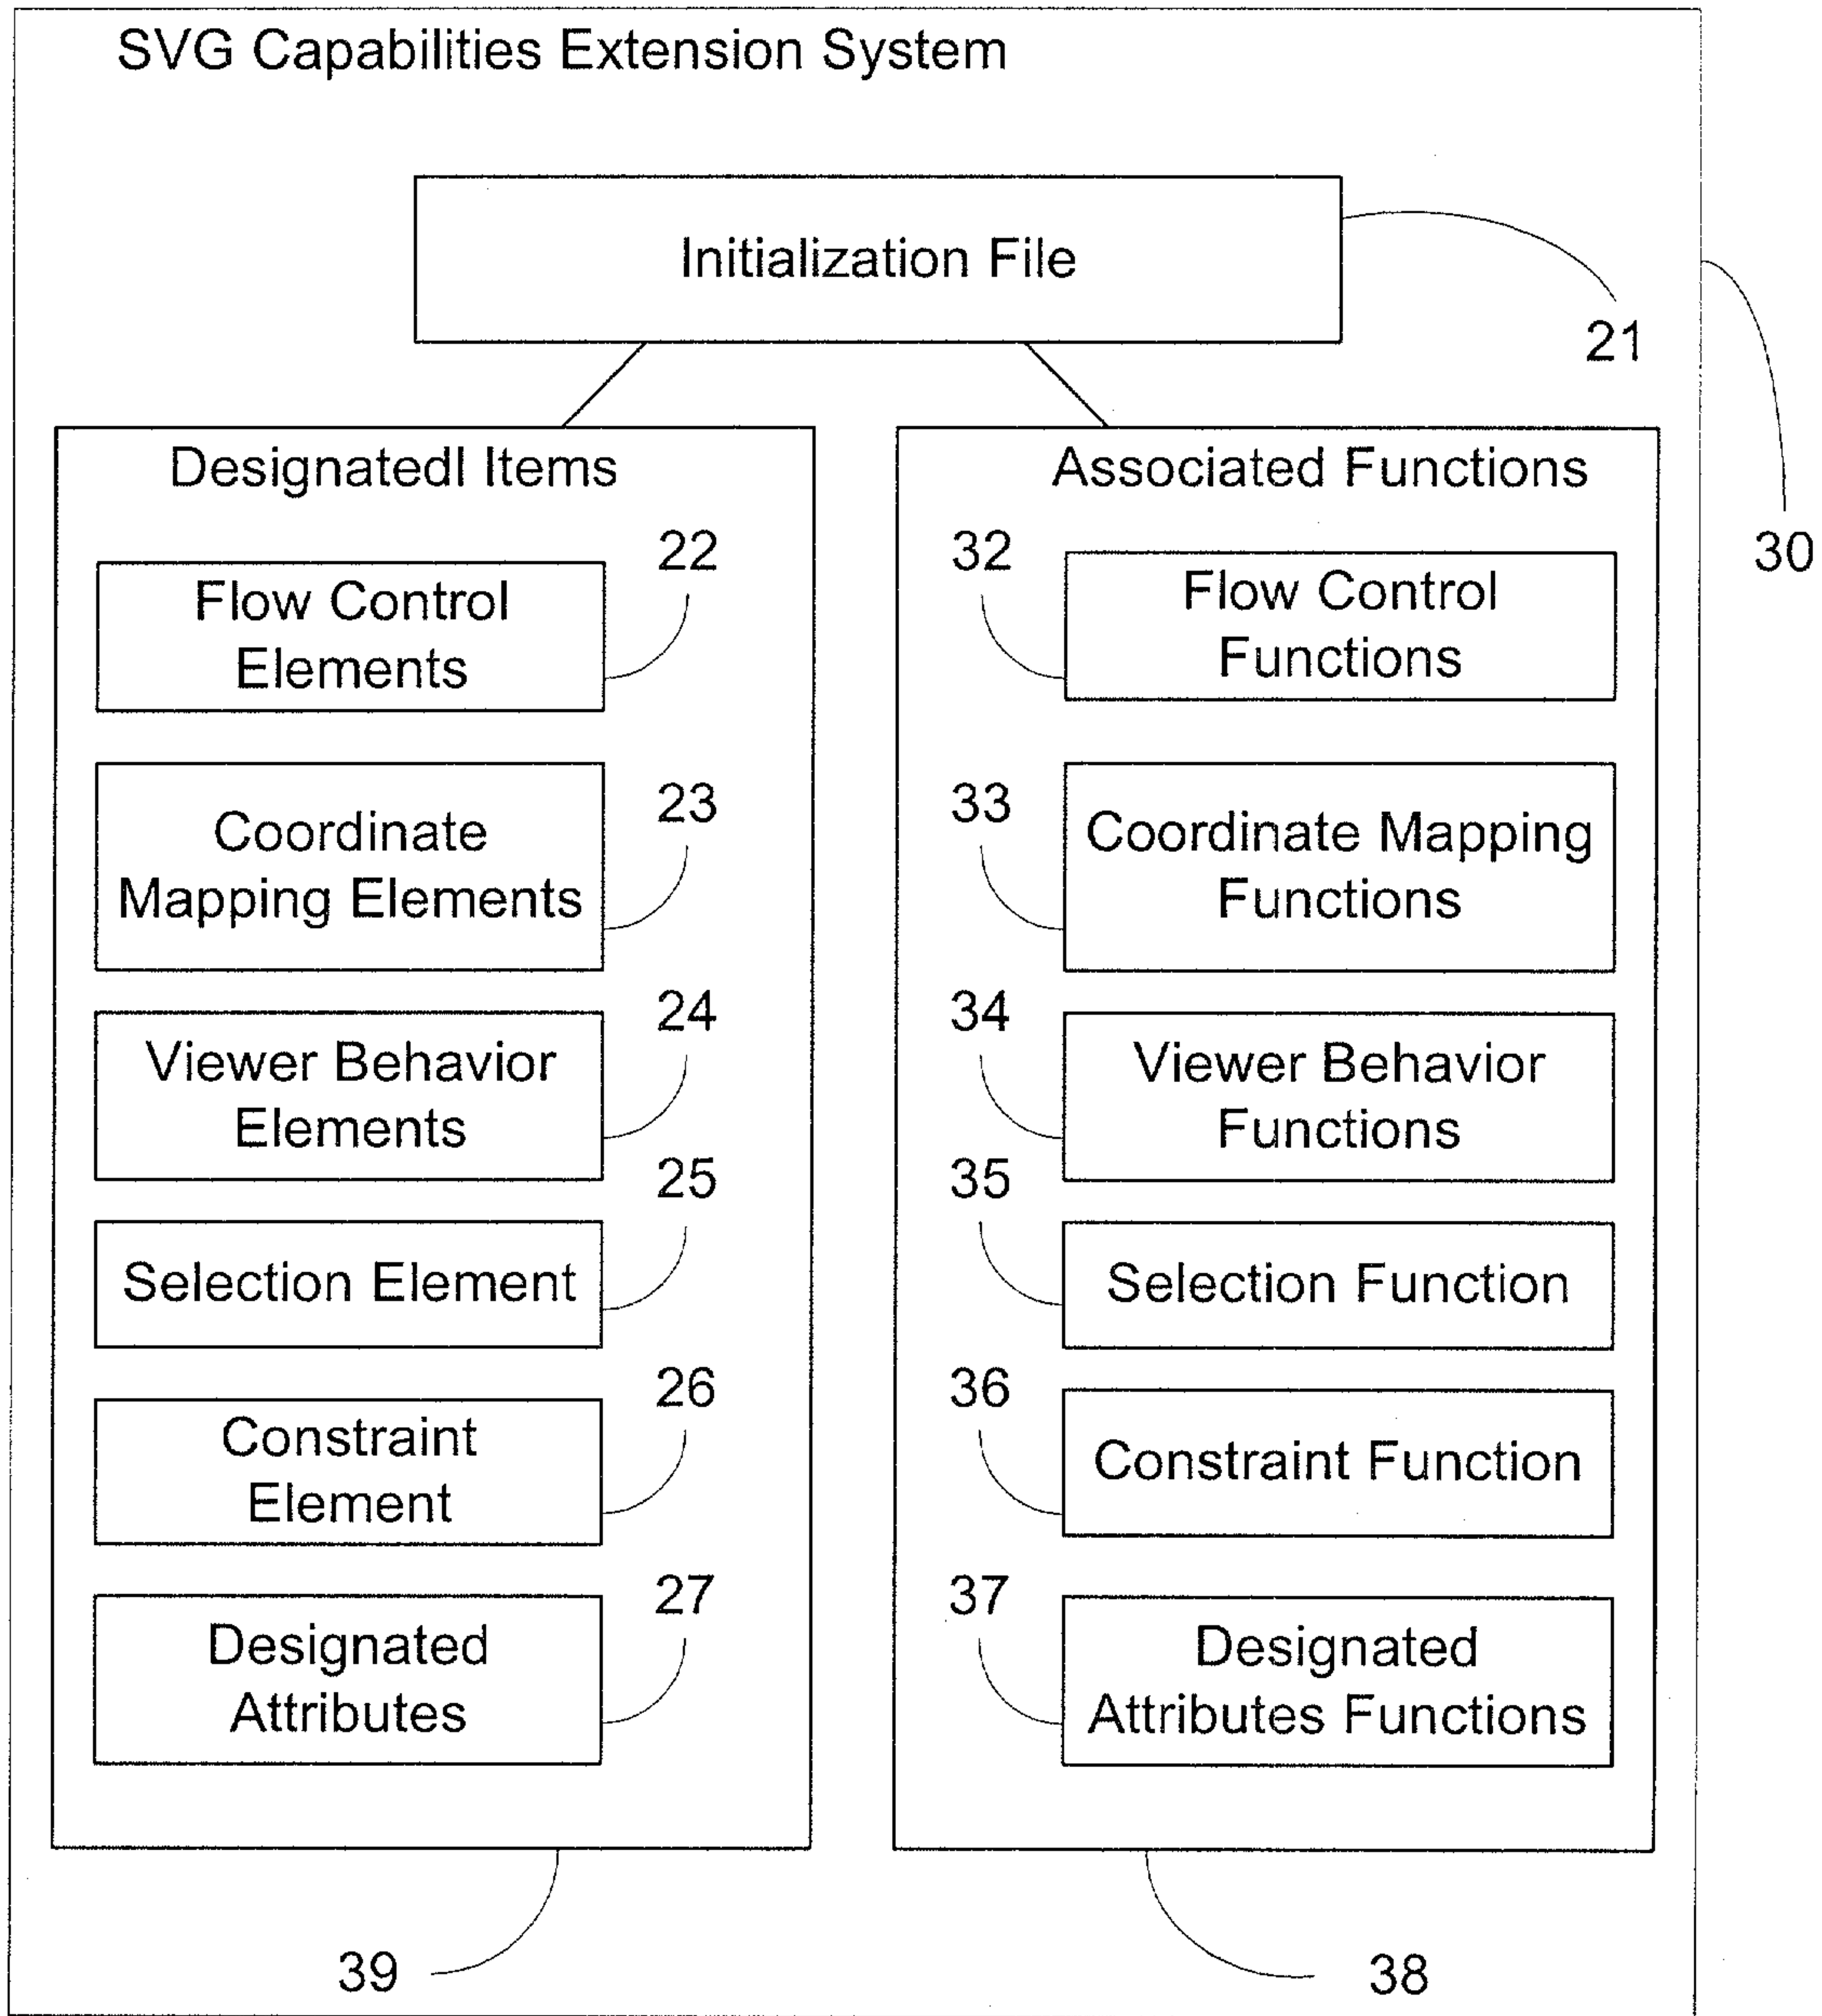 SVG Capabilities Extension System
Initialization File
21
30
DesignatedI Items
22
Flow Control
Elements
23
Coordinate
Mapping Elements
24
Viewer Behavior
Elements
25
Selection Element
26
Constraint
Element
27
Designated
Attributes
39
Associated Functions
32
Flow Control
Functions
33
Coordinate Mapping
Functions
34
Viewer Behavior
Functions
35
Selection Function
36
Constraint Function
37
Designated
Attributes Functions
38